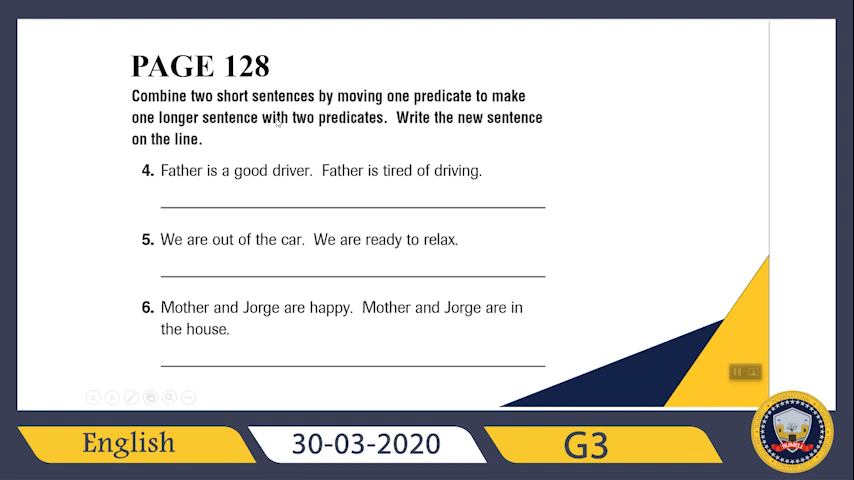 PAGE 128
Combine two short sentences by moving one predicate to make
one longer sentence with two predicates. Write the new sentence
on the line.
4. Father is a good driver. Father is tired of driving.
5. We are out of the car. We are ready to relax.
6. Mother and Jorge are happy. Mother and Jorge are in
the house.
English
30-03-2020
G3